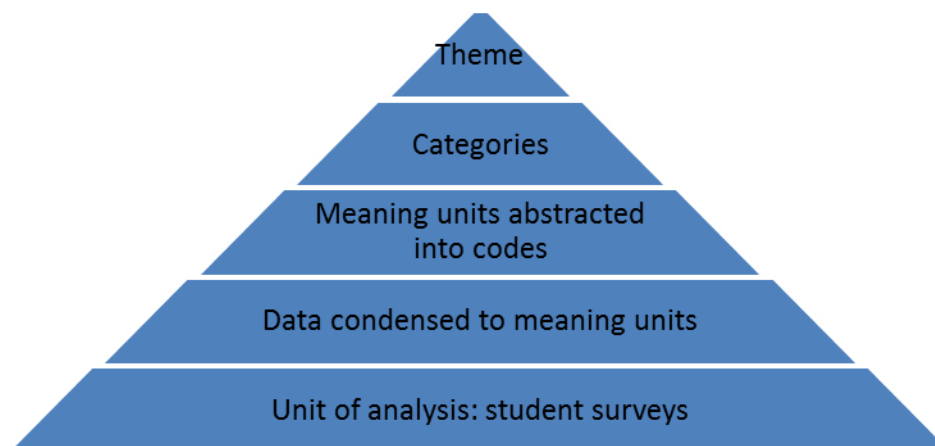 Theme
Categories
Meaning units abstracted
into codes
Data condensed to meaning units
Unit of analysis: student surveys